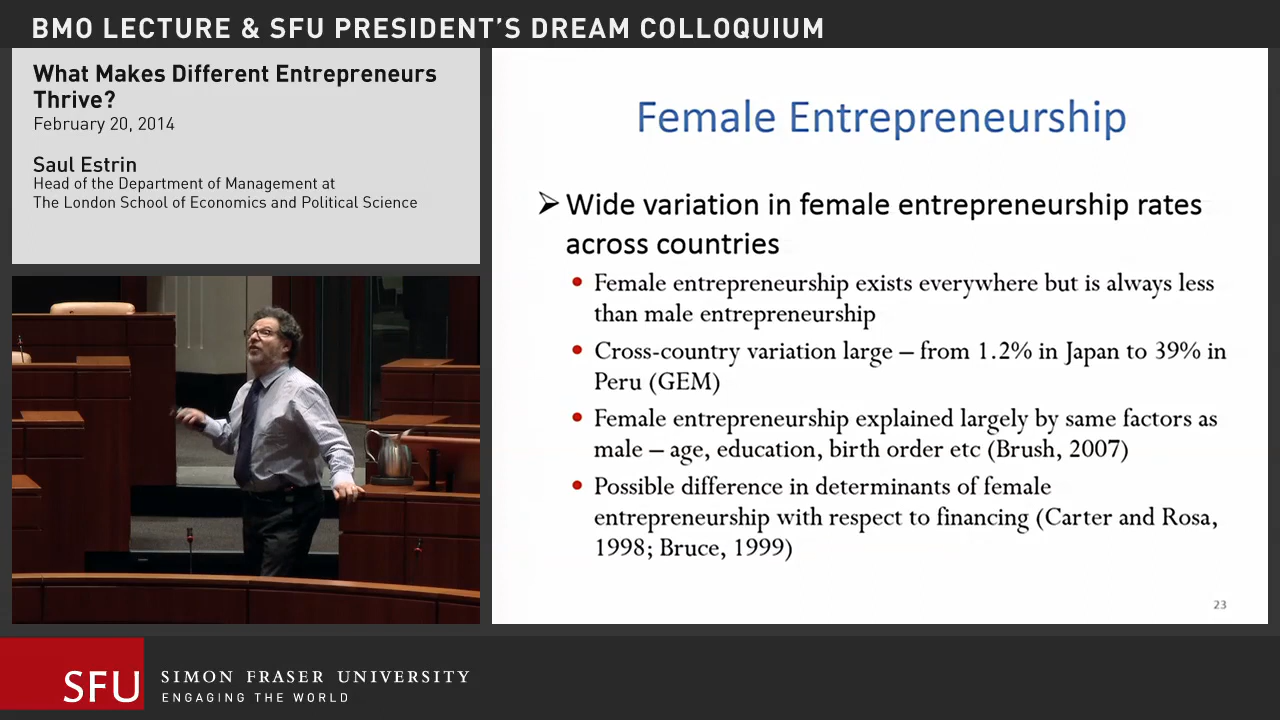 BMO LECTURE & SFU PRESIDENT'S DREAM COLLOQUIUM
What Makes Different Entrepreneurs
Thrive?
February 20, 2014
Saul Estrin
Head of the Department of Management at
The London School of Economics and Political Science
Female Entrepreneurship
➢ Wide variation in female entrepreneurship rates
across countries
• Female entrepreneurship exists everywhere but is always less
than male entrepreneurship
• Cross-country variation large – from 1.2% in Japan to 39% in
Peru (GEM)
• Female entrepreneurship explained largely by same factors as
male – age, education, birth order etc (Brush, 2007)
• Possible difference in determinants of female
entrepreneurship with respect to financing (Carter and Rosa,
1998; Bruce, 1999)
23
SFU
SIMON FRASER UNIVERSITY
ENGAGING THE WORLD